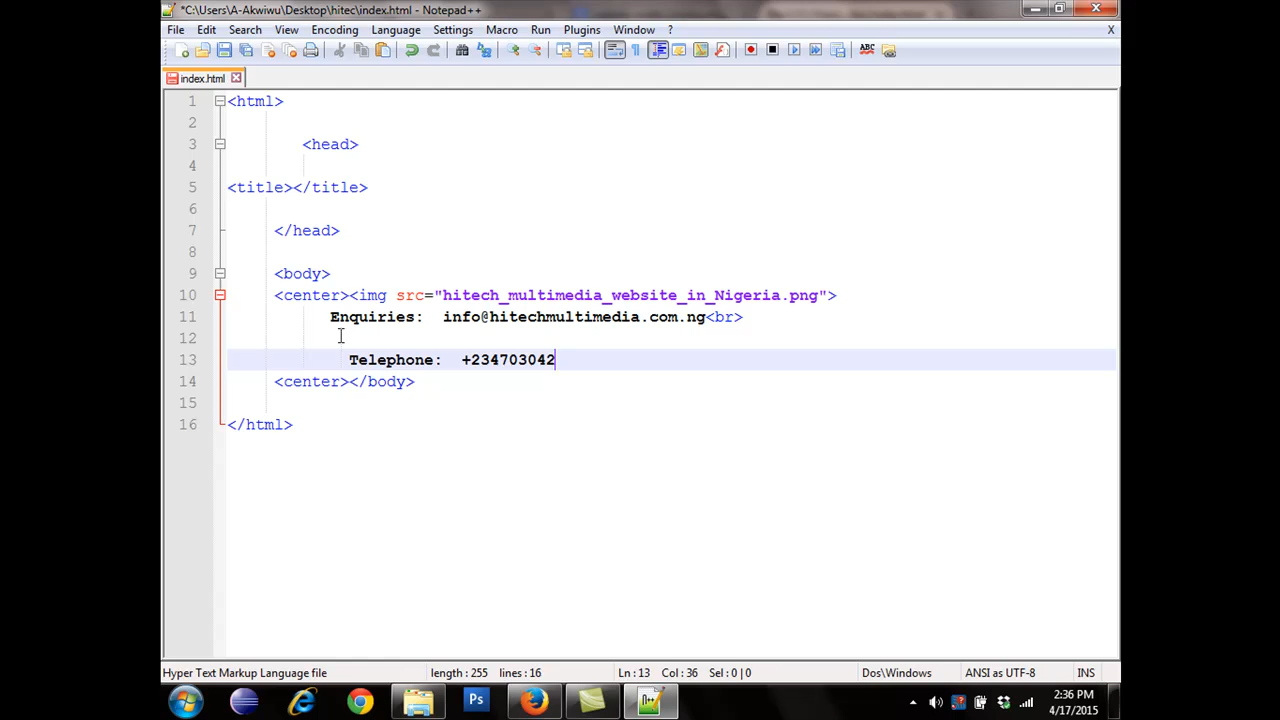 *C:\Users\A-Akwiwu\Desktop\hitec\index.html - Notepad++
File Edit Search View Encoding Language Settings Macro Run Plugins Window ? X
ABC
index.html
1 <html>
2
3 <head>
4
5 <title></title>
6
7 </head>
8
9 <body>
10 <center><img src="hitech_multimedia_website_in_Nigeria.png">
11 Enquiries: info@hitechmultimedia.com.ng<br>
12
13 Telephone: +234703042
14 <center></body>
15
16 </html>
Hyper Text Markup Language file length : 255 lines : 16 Ln : 13 Col : 36 Sel : 0 | 0 Dos\Windows ANSI as UTF-8 INS
Ps
2:36 PM
4/17/2015